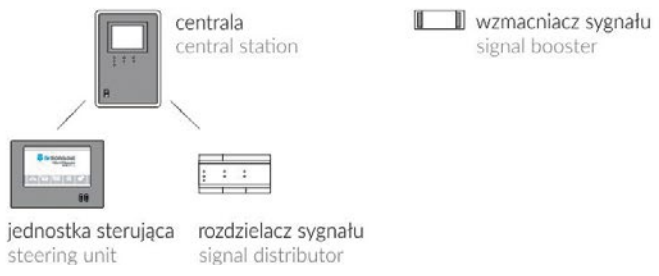 centrala
central station
wzmacniacz sygnału
signal booster
jednostka sterująca
steering unit
rozdzielacz sygnału
signal distributor